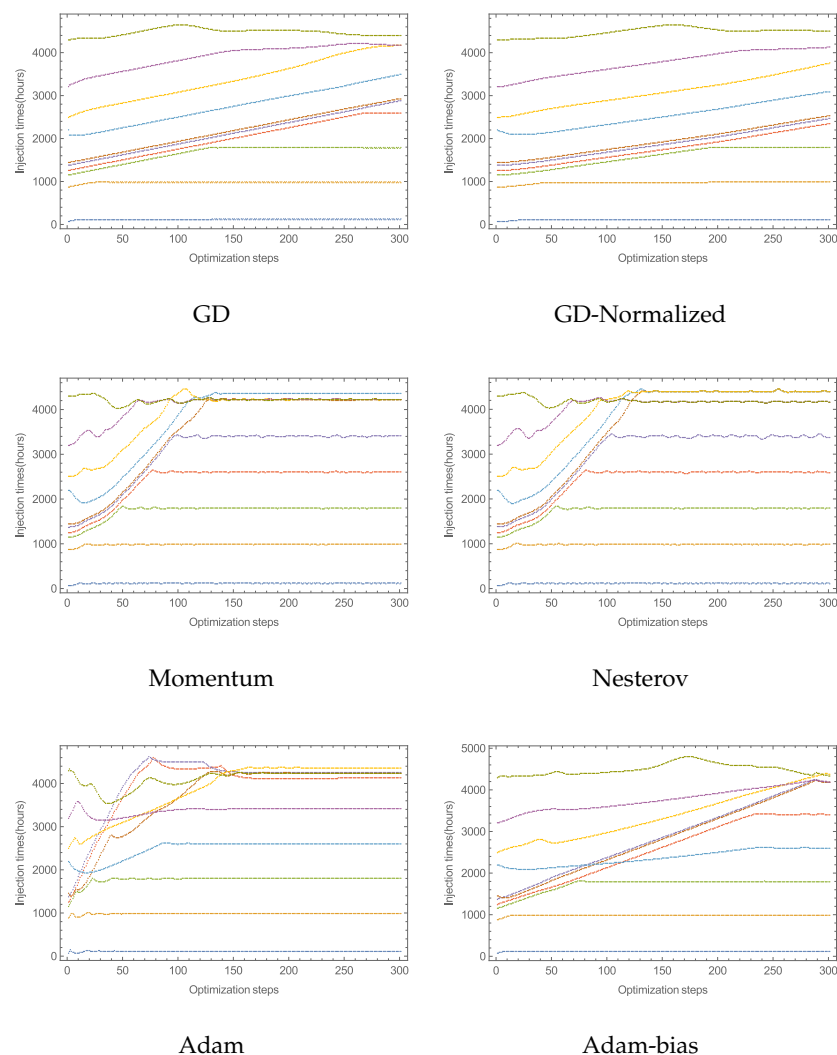 4000
3000
2000
1000
0
Injection times(hours)
0 50 100 150 200 250 300
Optimization steps
GD
4000
3000
2000
1000
0
Injection times(hours)
0 50 100 150 200 250 300
Optimization steps
GD-Normalized
4000
3000
2000
1000
0
Injection times(hours)
0 50 100 150 200 250 300
Optimization steps
Momentum
4000
3000
2000
1000
0
Injection times(hours)
0 50 100 150 200 250 300
Optimization steps
Nesterov
4000
3000
2000
1000
0
Injection times(hours)
0 50 100 150 200 250 300
Optimization steps
Adam
5000
4000
3000
2000
1000
0
Injection times(hours)
0 50 100 150 200 250 300
Optimization steps
Adam-bias